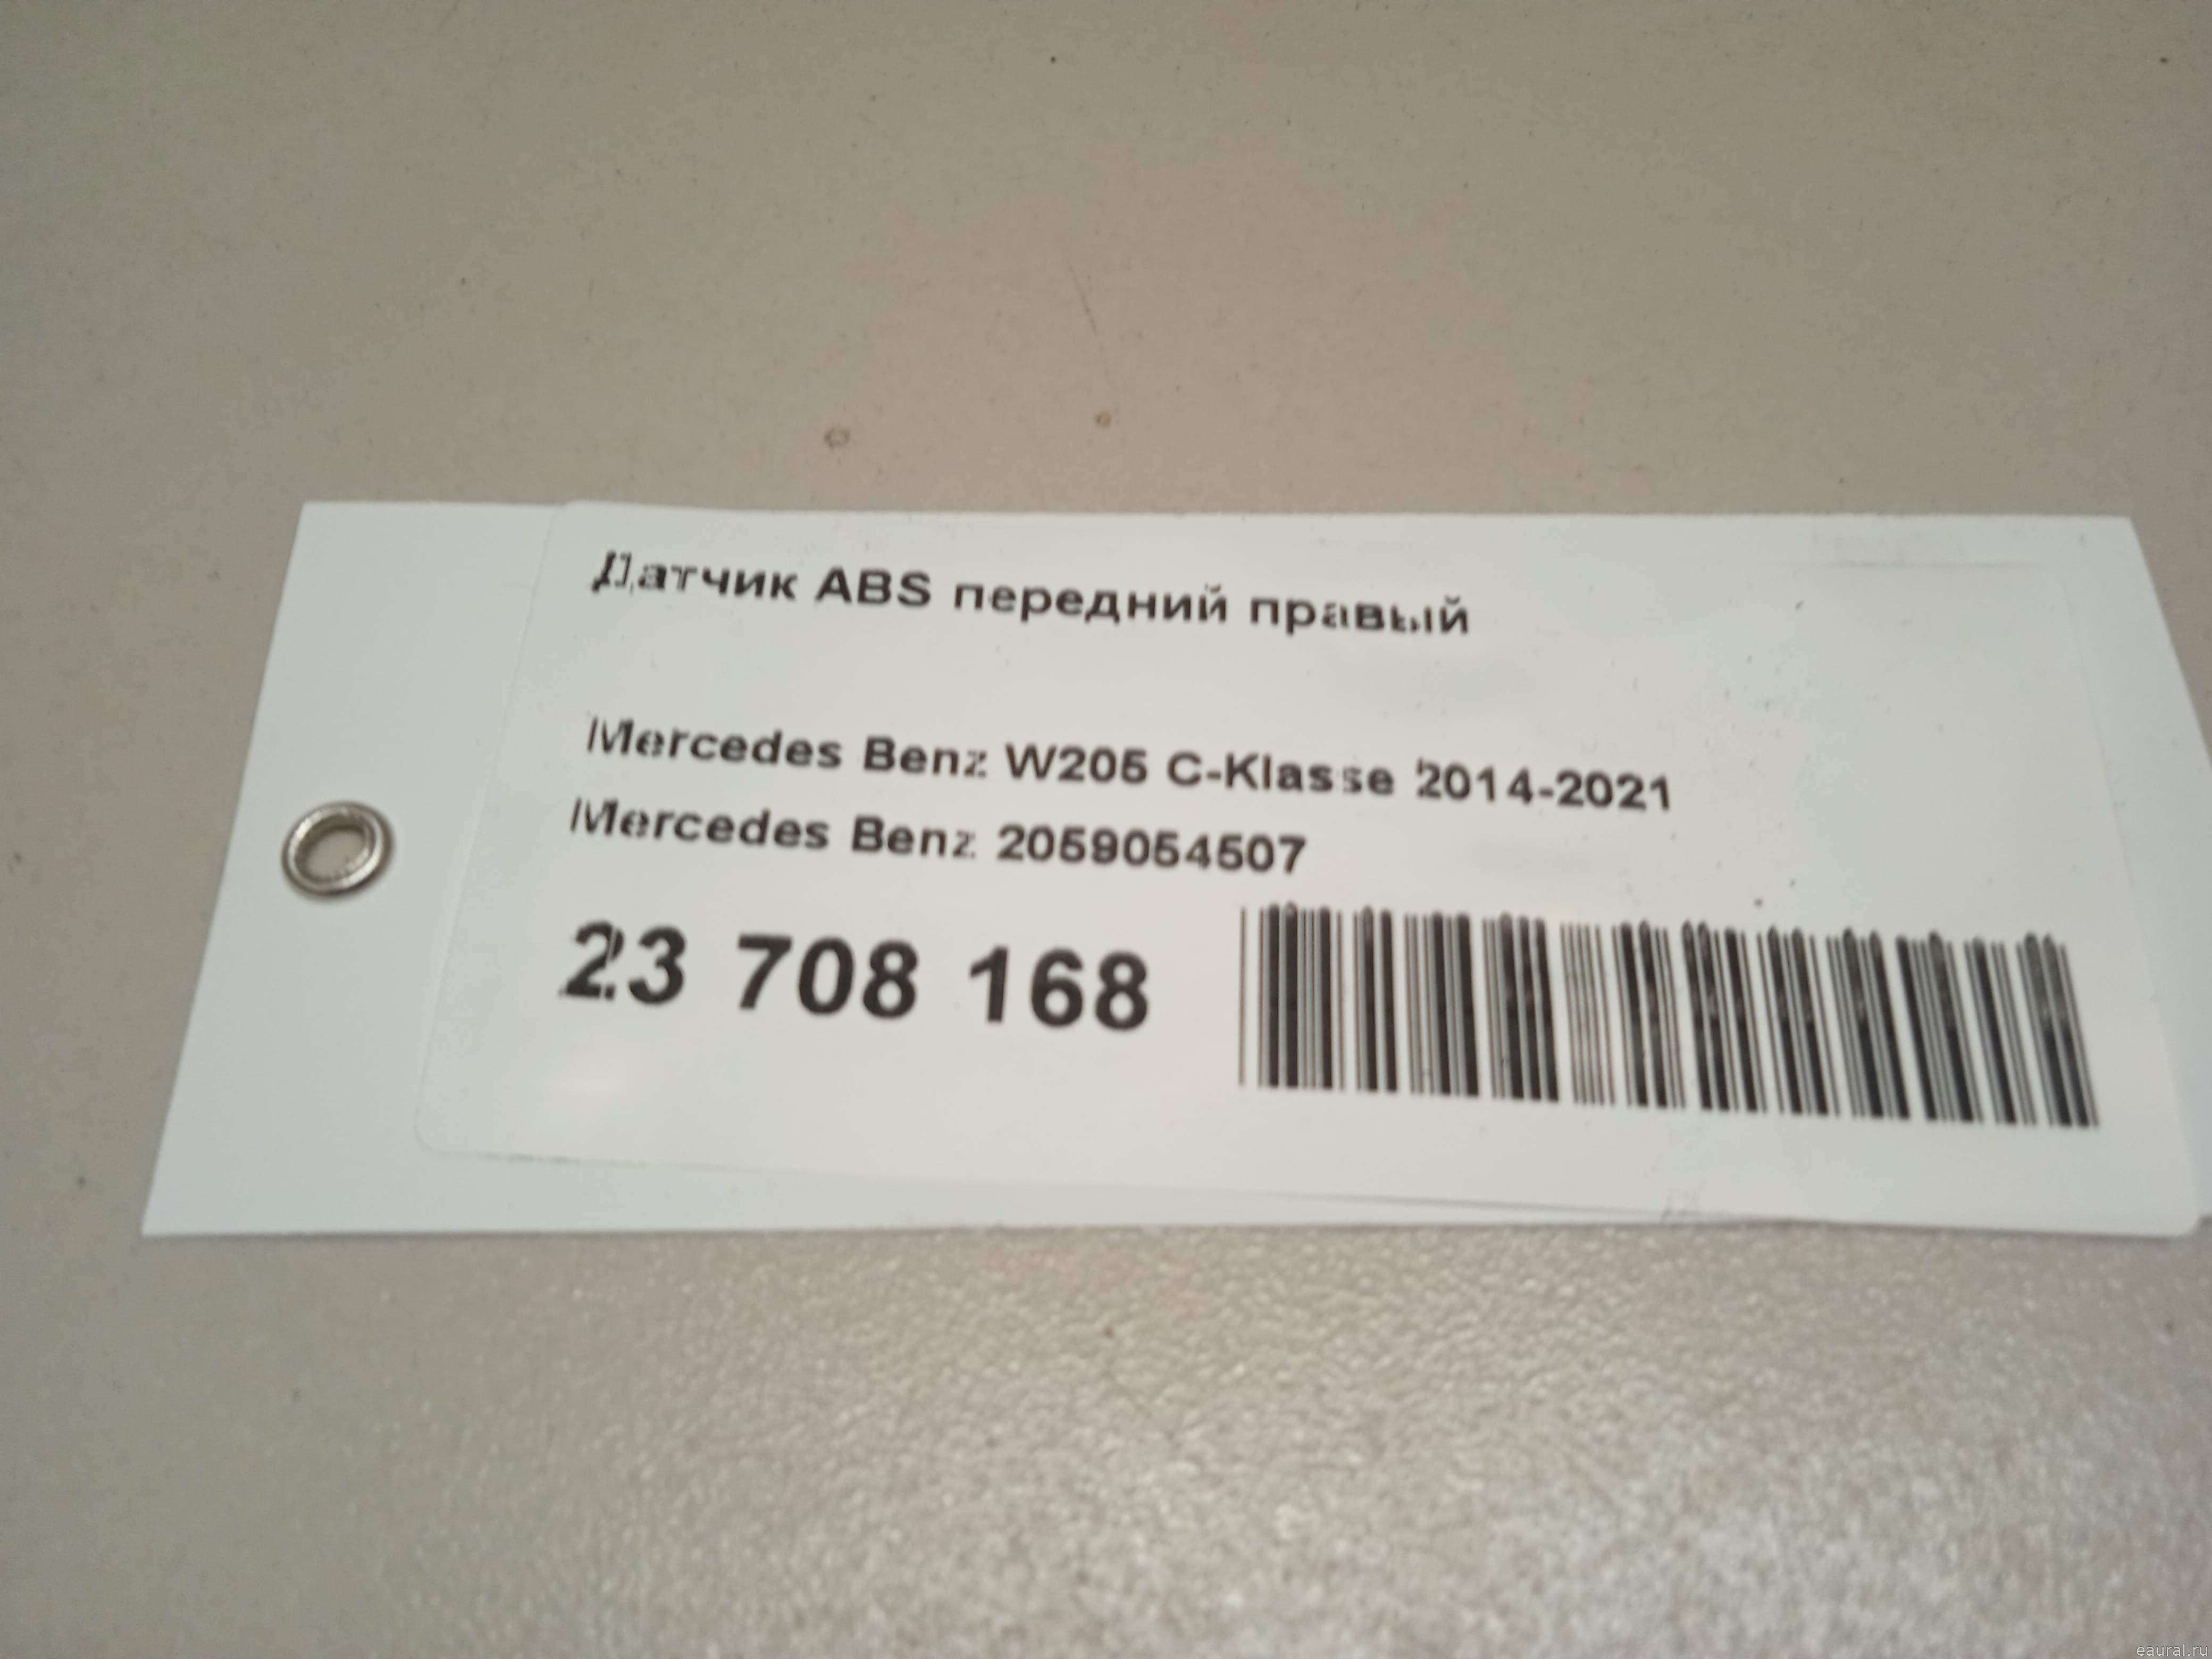 Датчик ABS передний правый
Mercedes Benz W205 C-Klasse 2014-2021
Mercedes Benz 2059054507
23 708 168
eaural.ru